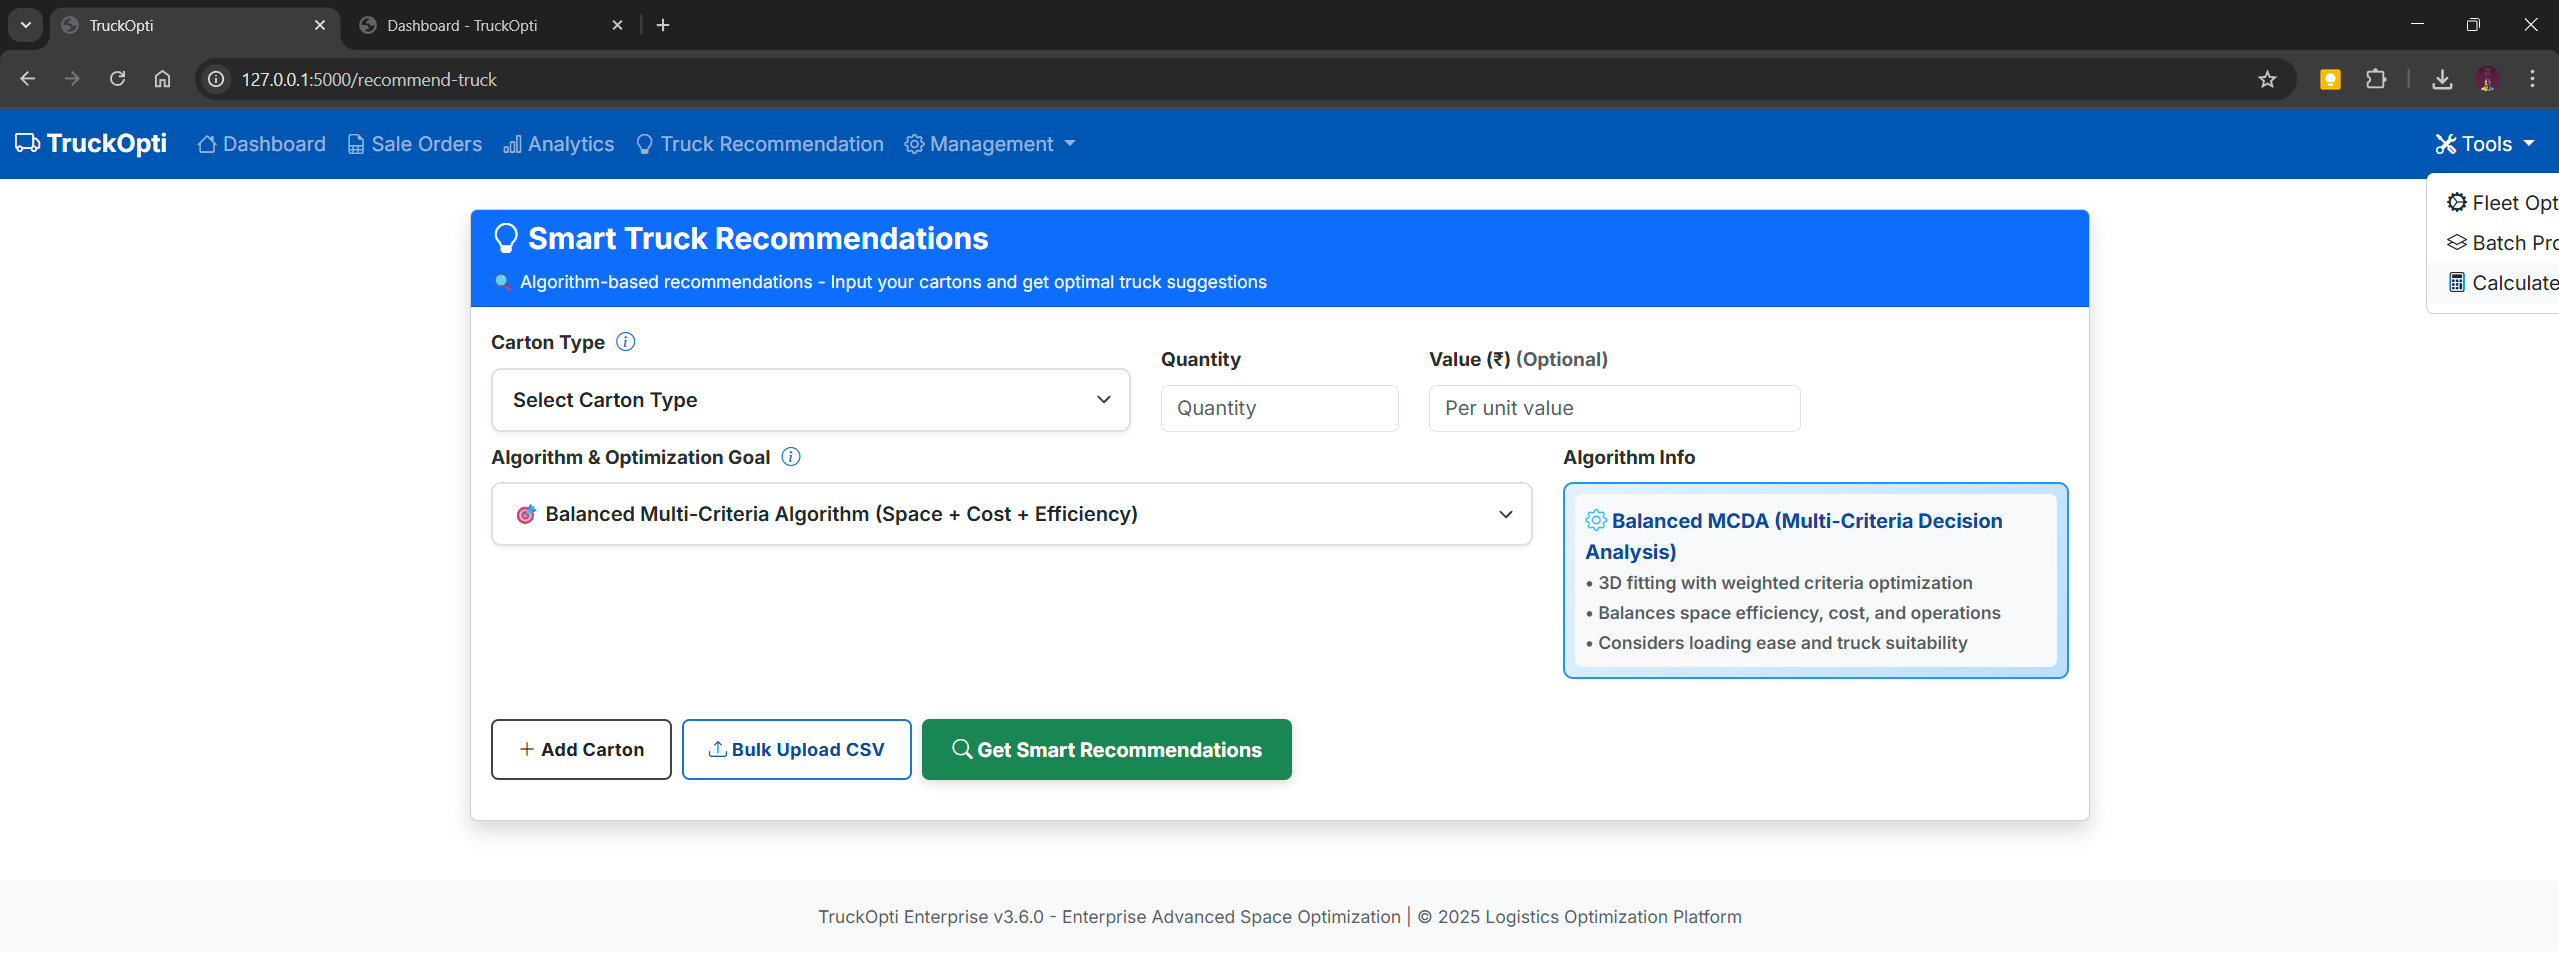 TruckOpti
Dashboard - TruckOpti
127.0.0.1:5000/recommend-truck
TruckOpti Dashboard Sale Orders Analytics Truck Recommendation Management Tools
Fleet Opt
Batch Pro
Calculate
Smart Truck Recommendations
Algorithm-based recommendations - Input your cartons and get optimal truck suggestions
Carton Type
Select Carton Type
Quantity
Quantity
Value (₹) (Optional)
Per unit value
Algorithm & Optimization Goal
Balanced Multi-Criteria Algorithm (Space + Cost + Efficiency)
Algorithm Info
Balanced MCDA (Multi-Criteria Decision
Analysis)
• 3D fitting with weighted criteria optimization
• Balances space efficiency, cost, and operations
• Considers loading ease and truck suitability
+ Add Carton
Bulk Upload CSV
Get Smart Recommendations
TruckOpti Enterprise v3.6.0 - Enterprise Advanced Space Optimization | © 2025 Logistics Optimization Platform